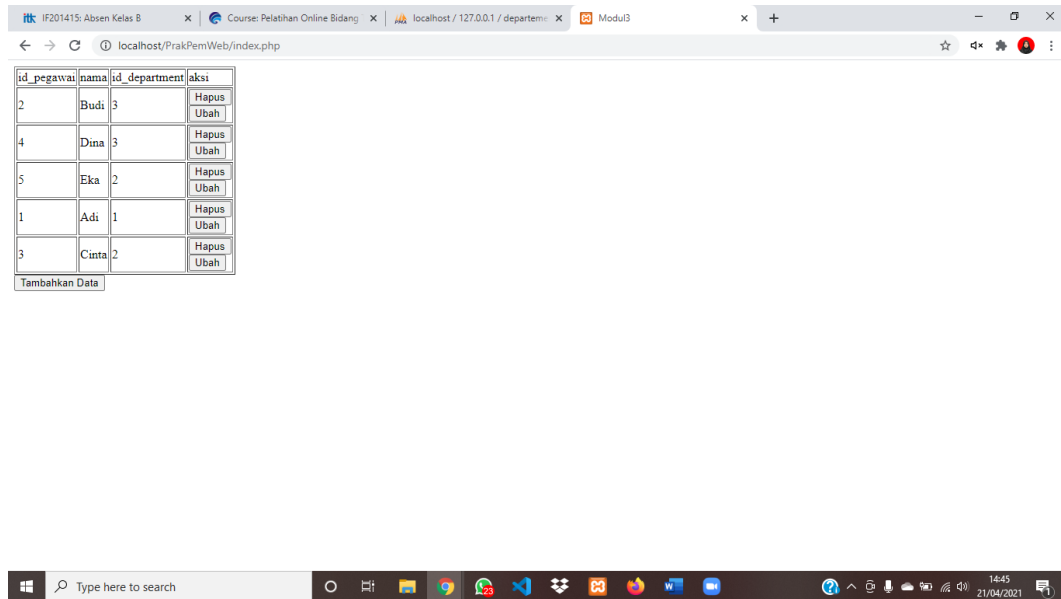 itk IF201415: Absen Kelas B Course: Pelatihan Online Bidang localhost / 127.0.0.1 / departeme Modul3
localhost/PrakPemWeb/index.php
id_pegawai nama id_department aksi
2 Budi 3 Hapus
Ubah
4 Dina 3 Hapus
Ubah
5 Eka 2 Hapus
Ubah
1 Adi 1 Hapus
Ubah
3 Cinta 2 Hapus
Ubah
Tambahkan Data
Type here to search
23
14:45
21/04/2021
1